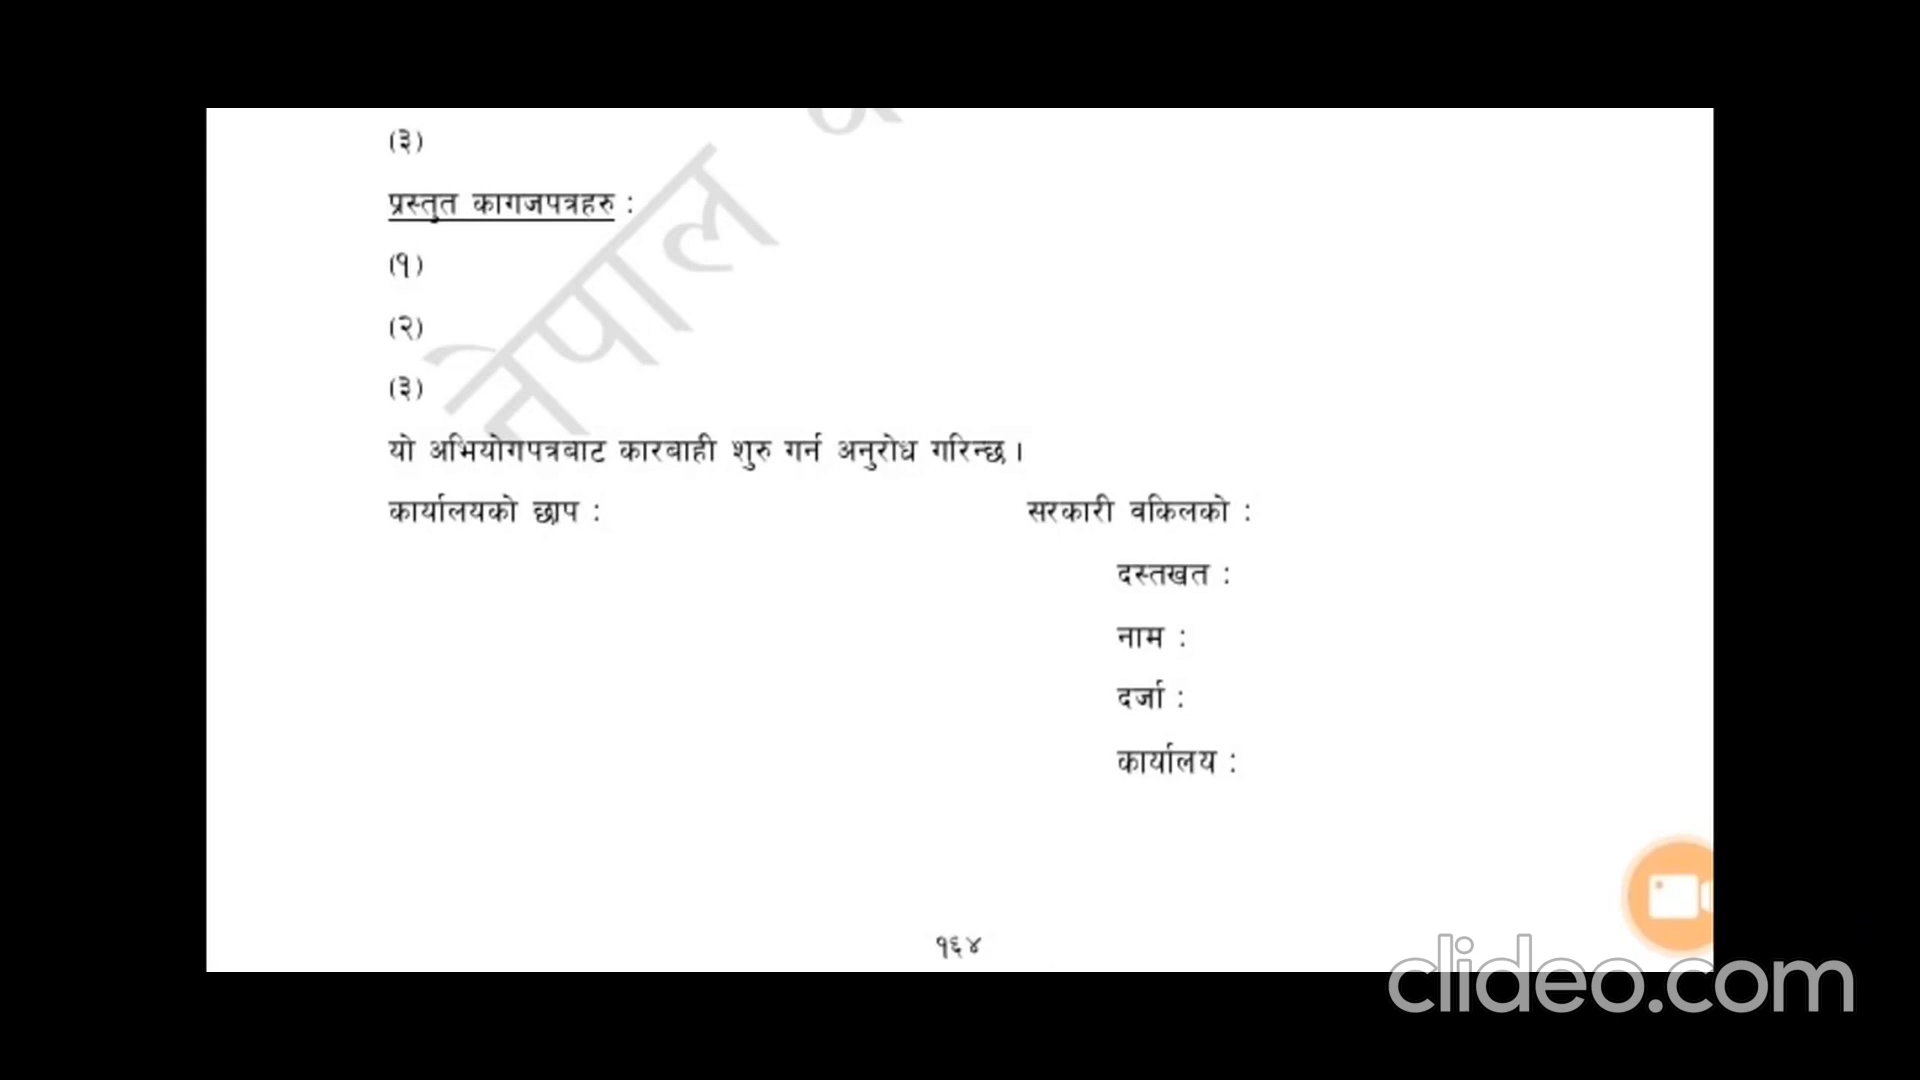 (३)
प्रस्तुत कागजपत्रहरु :
(१)
(२)
(३)
यो अभियोगपत्रबाट कारबाही शुरु गर्न अनुरोध गरिन्छ ।
कार्यालयको छाप : सरकारी वकिलको :
दस्तखत :
नाम :
दर्जा :
कार्यालय :
१६४
नेपाल
clideo.com